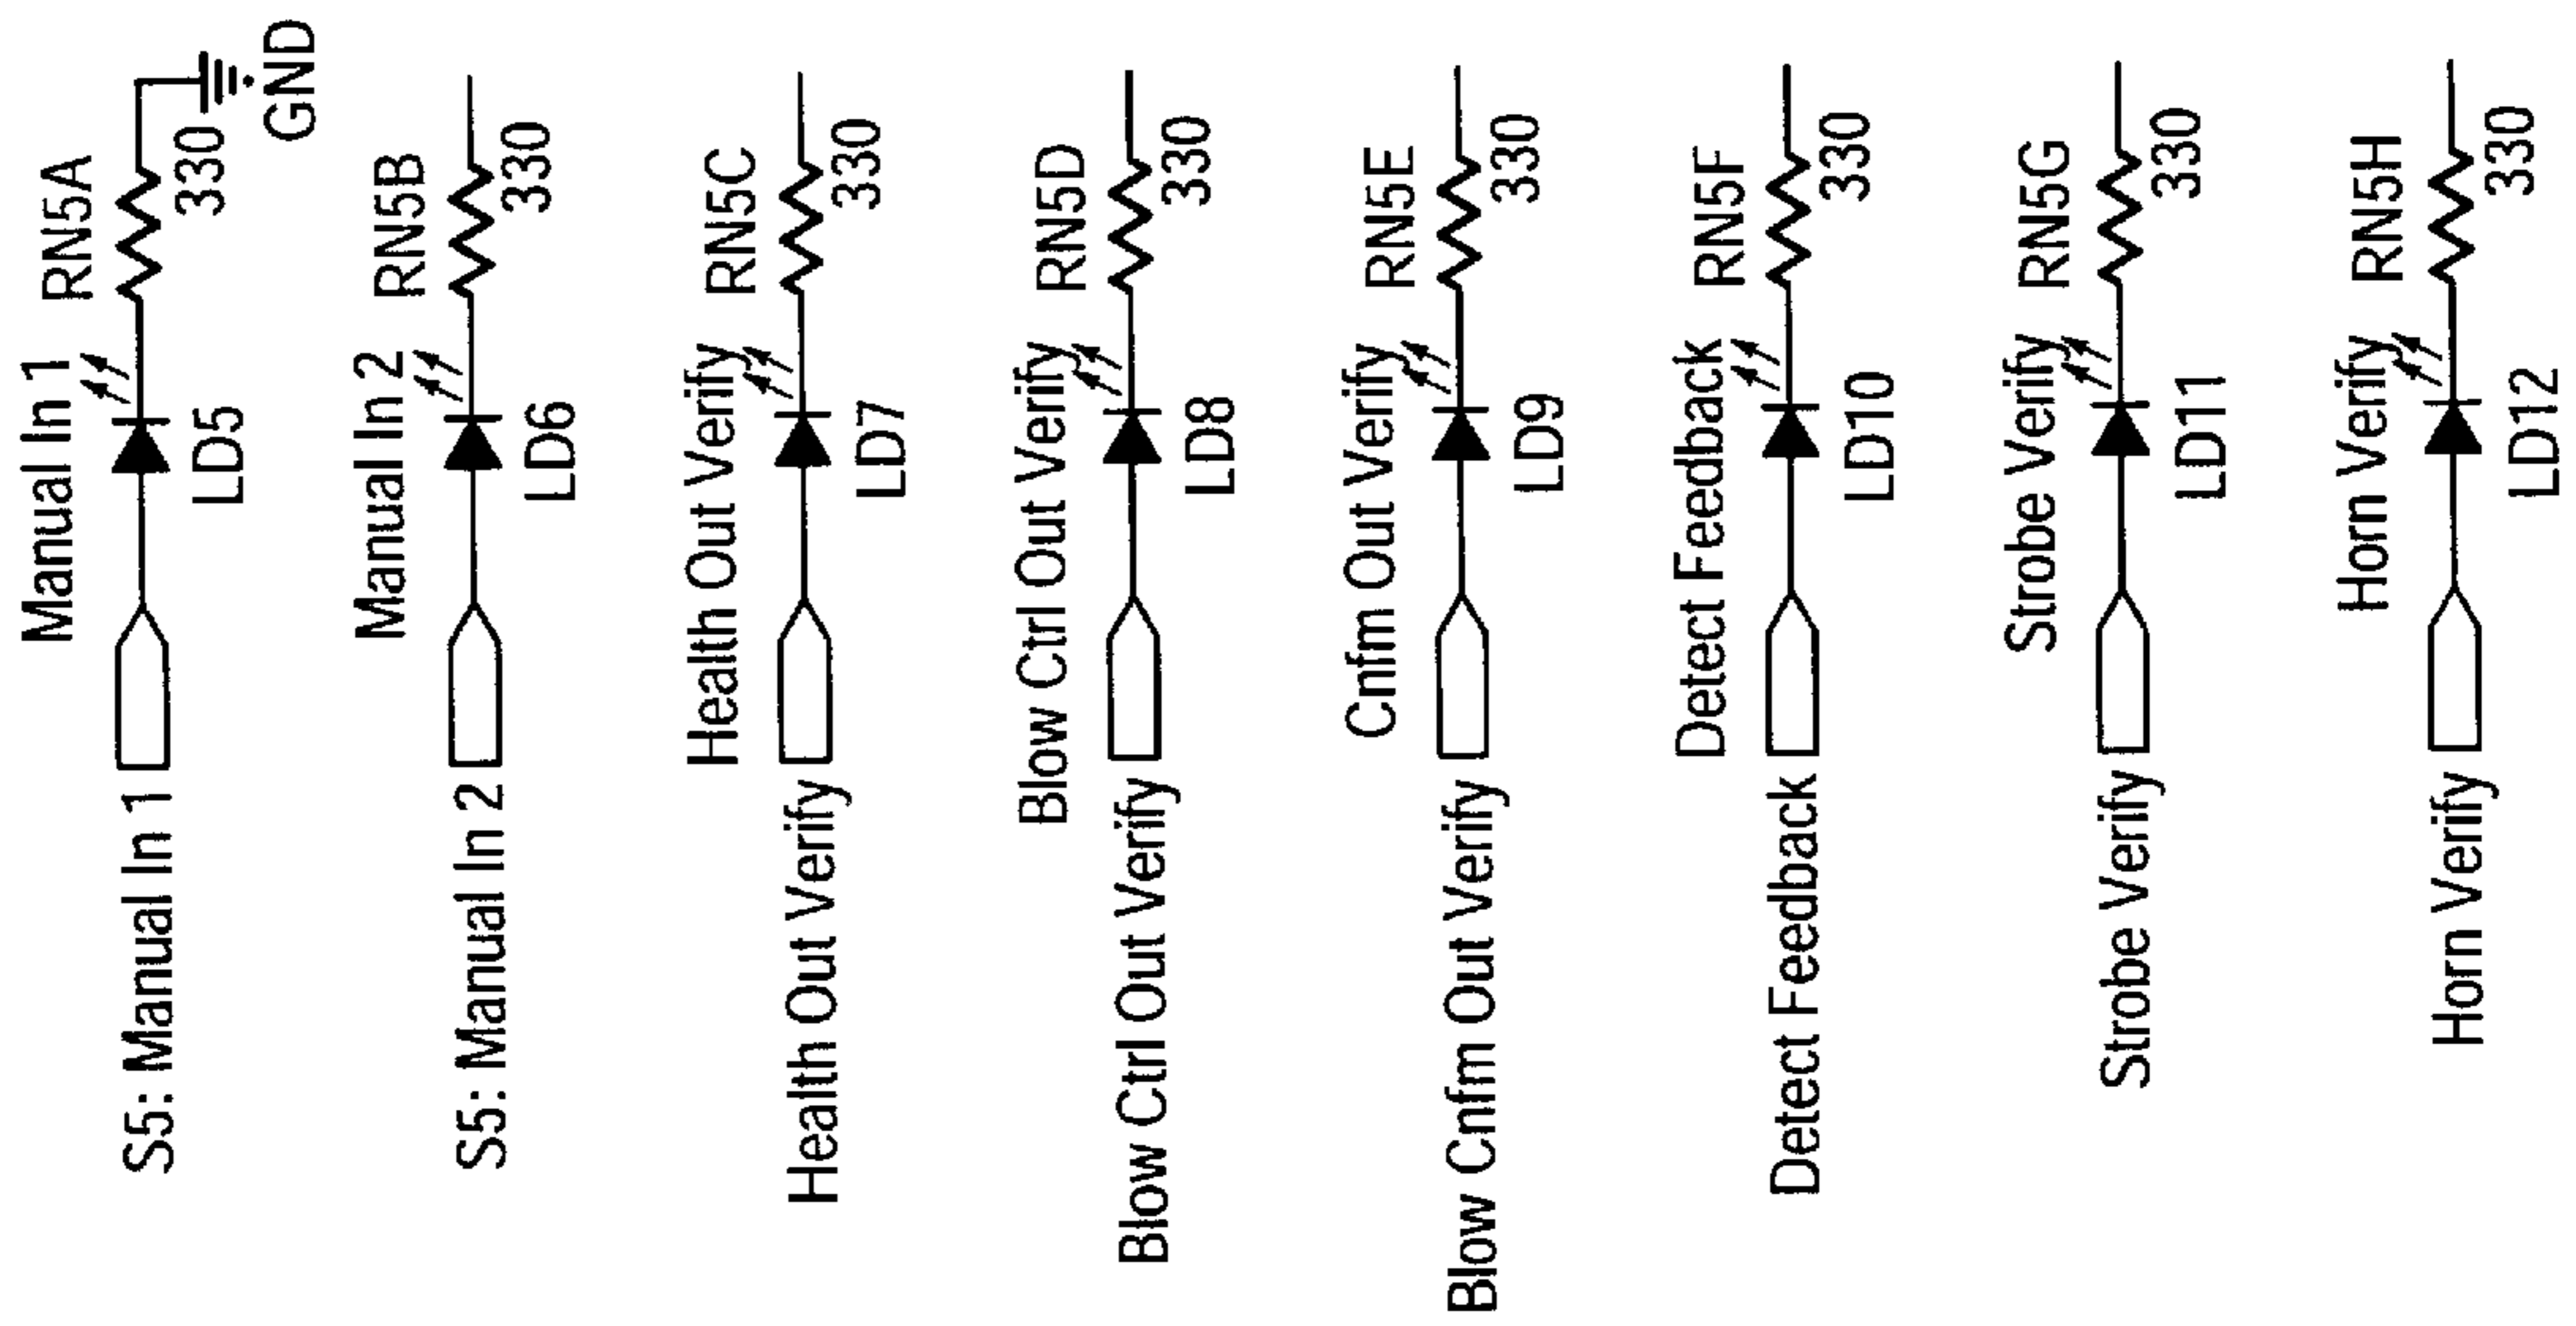 Manual In 1
RN5A
S5: Manual In 1
LD5
330
GND
Manual In 2
RN5B
S5: Manual In 2
LD6
330
Health Out Verify
RN5C
Health Out Verify
LD7
330
Blow Ctrl Out Verify
RN5D
Blow Ctrl Out Verify
LD8
330
Cnfm Out Verify
RN5E
Blow Cnfm Out Verify
LD9
330
Detect Feedback
RN5F
Detect Feedback
LD10
330
Strobe Verify
RN5G
Strobe Verify
LD11
330
Horn Verify
RN5H
Horn Verify
LD12
330